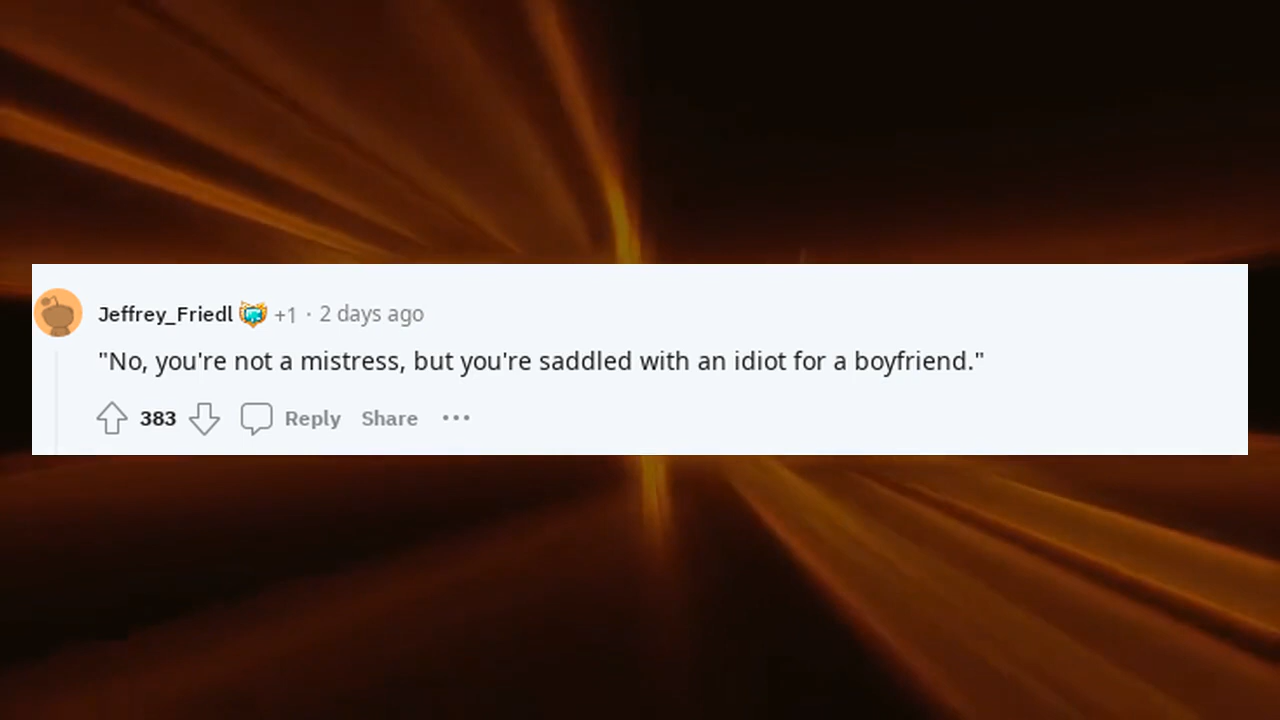 Jeffrey_Friedl +1 · 2 days ago
"No, you're not a mistress, but you're saddled with an idiot for a boyfriend."
383 Reply Share ···